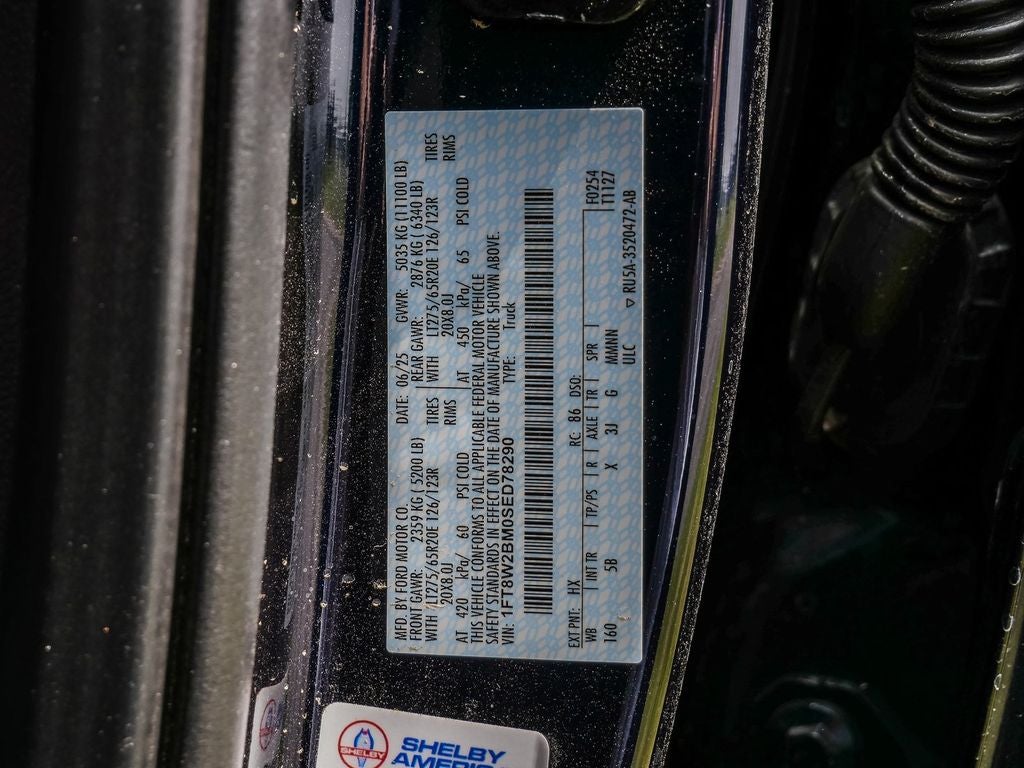 MFD. BY FORD MOTOR CO. DATE: 06/25 GVWR: 5035 KG (11100 LB)
FRONT GAWR: 2359 KG ( 5200 LB) REAR GAWR: 2876 KG ( 6340 LB)
WITH LT275/65R20E 126/123R TIRES WITH LT275/65R20E 126/123R TIRES
20X8.0J RIMS 20X8.0J RIMS
AT 420 kPa/ 60 PSI COLD AT 450 kPa/ 65 PSI COLD
THIS VEHICLE CONFORMS TO ALL APPLICABLE FEDERAL MOTOR VEHICLE
SAFETY STANDARDS IN EFFECT ON THE DATE OF MANUFACTURE SHOWN ABOVE.
VIN: 1FT8W2BM0SED78290 TYPE: Truck
EXT PNT: HX RC: 86 DSO: F0254
WB INT TR TP/PS R AXLE TR SPR T1127
160 5B X 3J G MMNN
ULC ▽ RU5A-3520472-AB
SHELBY
SHELBY
AMERICA